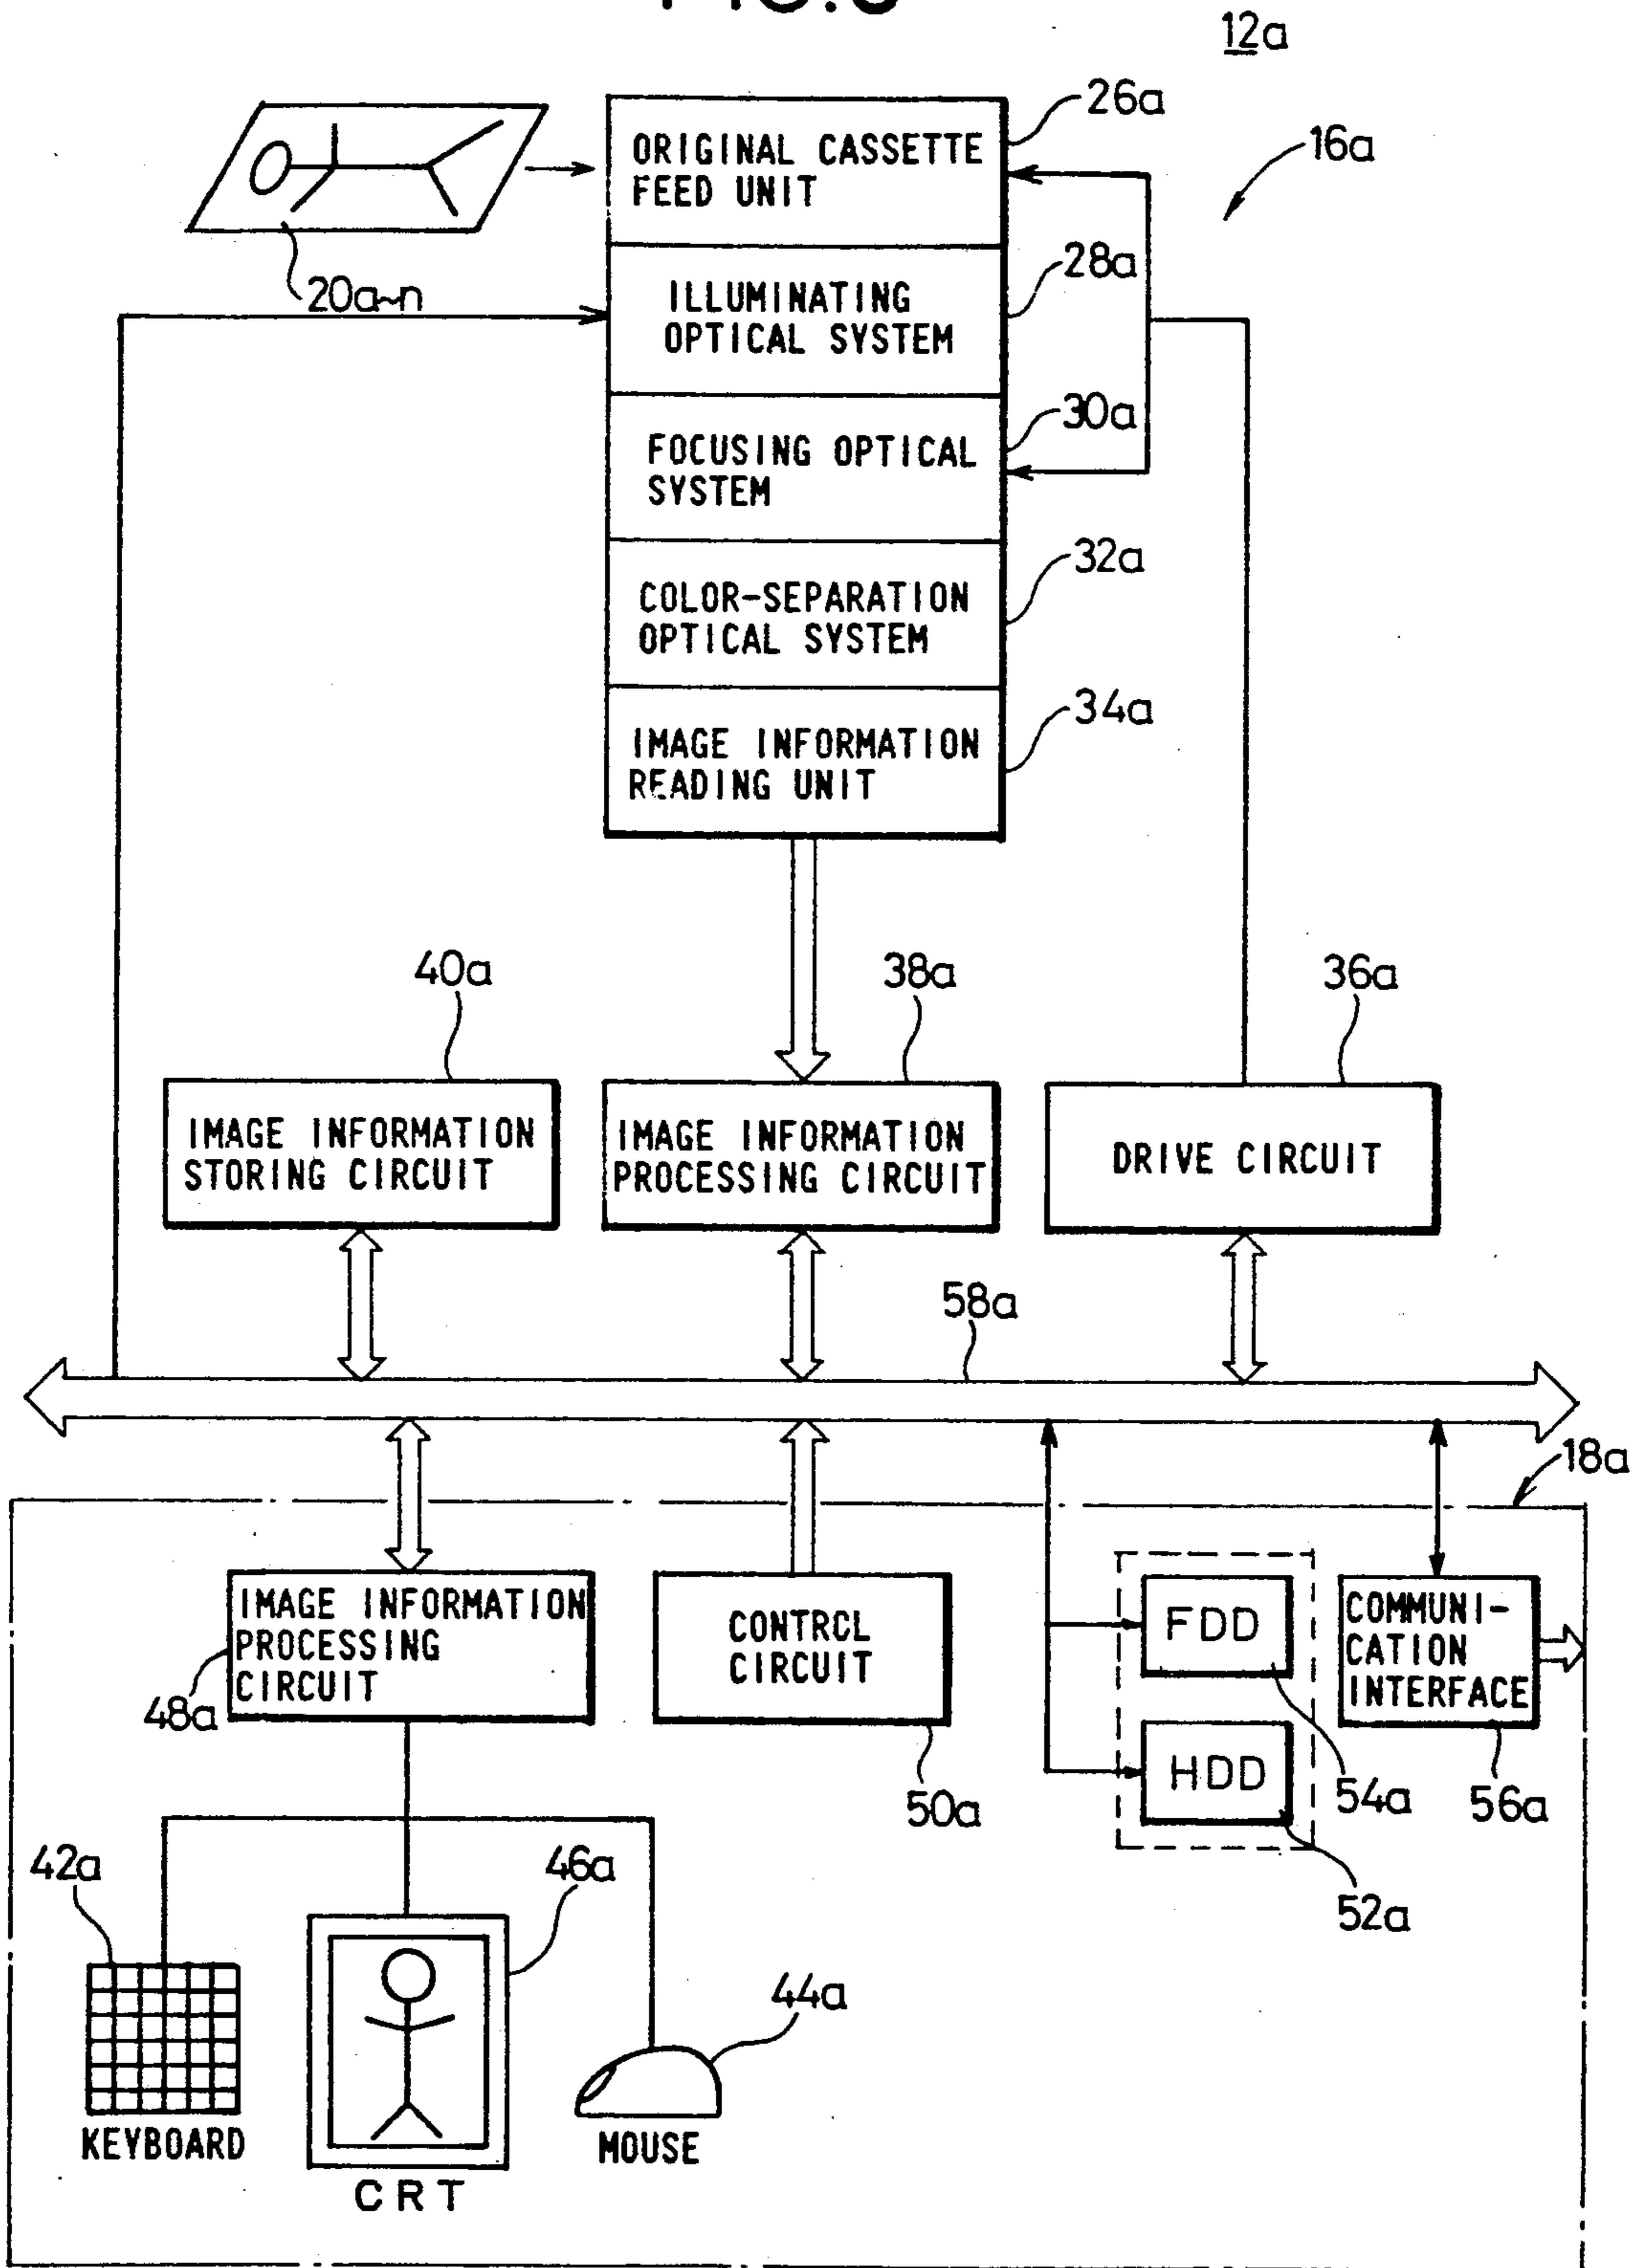 12a
26a
16a
ORIGINAL CASSETTE
FEED UNIT
20a~n
28a
ILLUMINATING
OPTICAL SYSTEM
30a
FOCUSING OPTICAL
SYSTEM
32a
COLOR-SEPARATION
OPTICAL SYSTEM
34a
IMAGE INFORMATION
READING UNIT
40a
38a
36a
IMAGE INFORMATION
STORING CIRCUIT
IMAGE INFORMATION
PROCESSING CIRCUIT
DRIVE CIRCUIT
58a
18a
IMAGE INFORMATION
PROCESSING
CIRCUIT
48a
CONTRCL
CIRCUIT
50a
FDD
54a
HDD
52a
COMMUNI-
CATION
INTERFACE
56a
42a
46a
44a
KEYBOARD
CRT
MOUSE